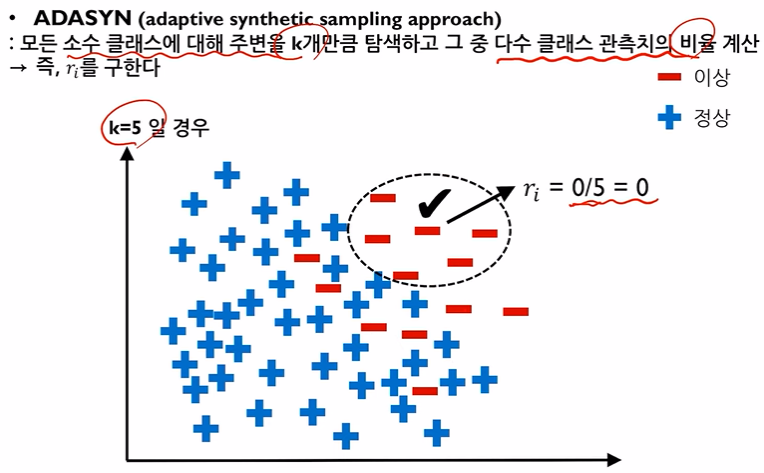 • ADASYN (adaptive synthetic sampling approach)
: 모든 소수 클래스에 대해 주변을 k개만큼 탐색하고 그 중 다수 클래스 관측치의 비율 계산
→ 즉, rᵢ를 구한다
이상
정상
k=5 일 경우
rᵢ = 0/5 = 0